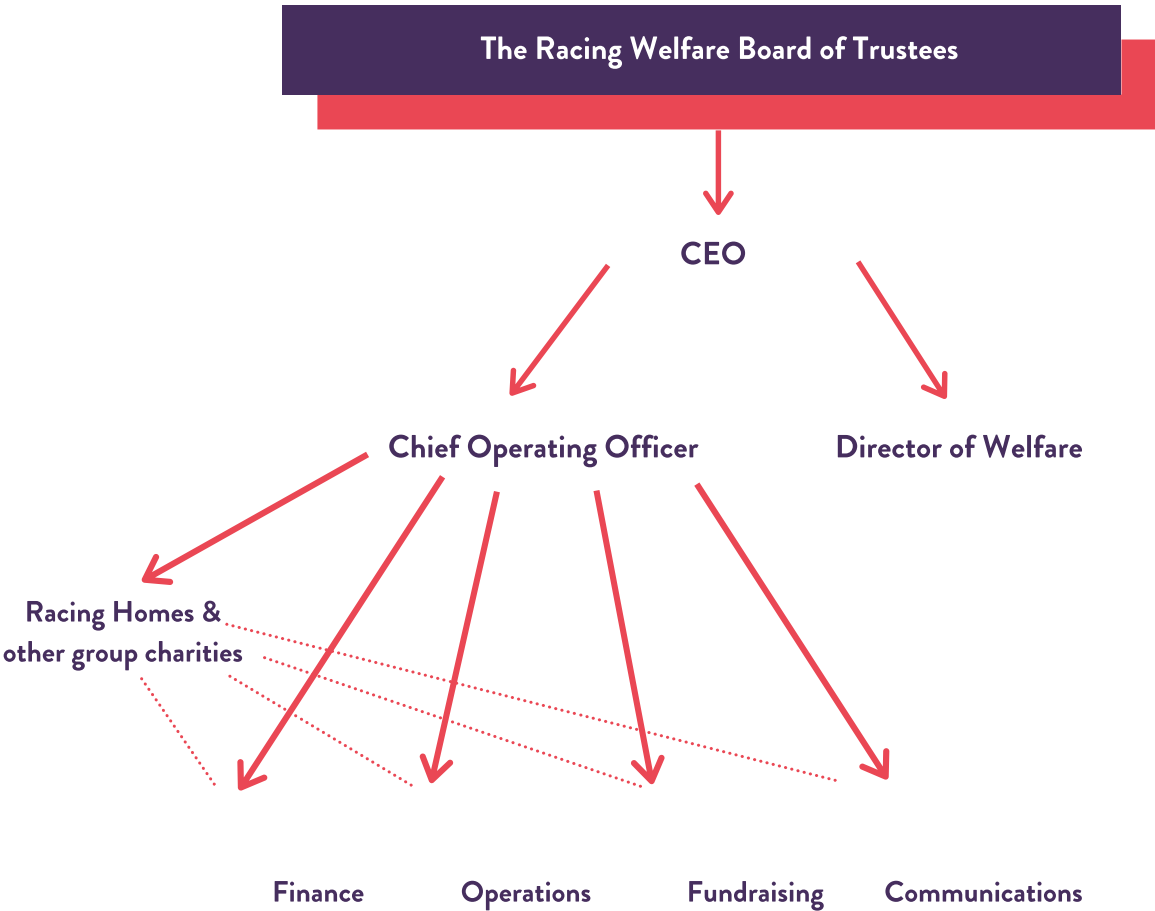 The Racing Welfare Board of Trustees
CEO
Chief Operating Officer
Director of Welfare
Racing Homes &
other group charities
Finance
Operations
Fundraising
Communications